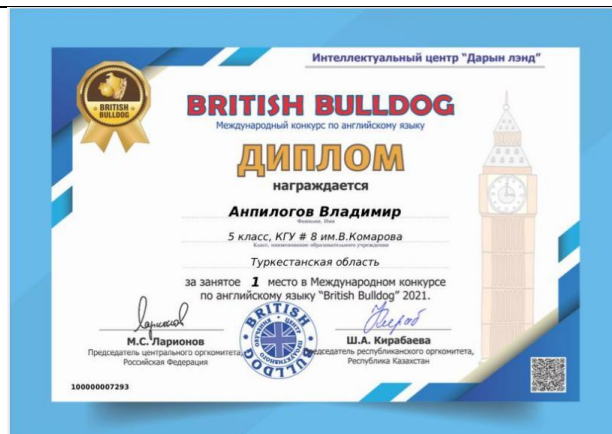 Интеллектуальный центр "Дарын лэнд"
BRITISH
BULLDOG
BRITISH BULLDOG
Международный конкурс по английскому языку
ДИПЛОМ
награждается
Анпилогов Владимир
Фамилия, Имя
5 класс, КГУ # 8 им.В.Комарова
Класс, наименование образовательного учреждения
Туркестанская область
за занятое 1 место в Международном конкурсе
по английскому языку "British Bulldog" 2021.
BRITISH
BULLDOG
М.С. Ларионов
Председатель центрального оргкомитета,
Российская Федерация
Ш.А. Кирабаева
Председатель республиканского оргкомитета,
Республика Казахстан
100000007293